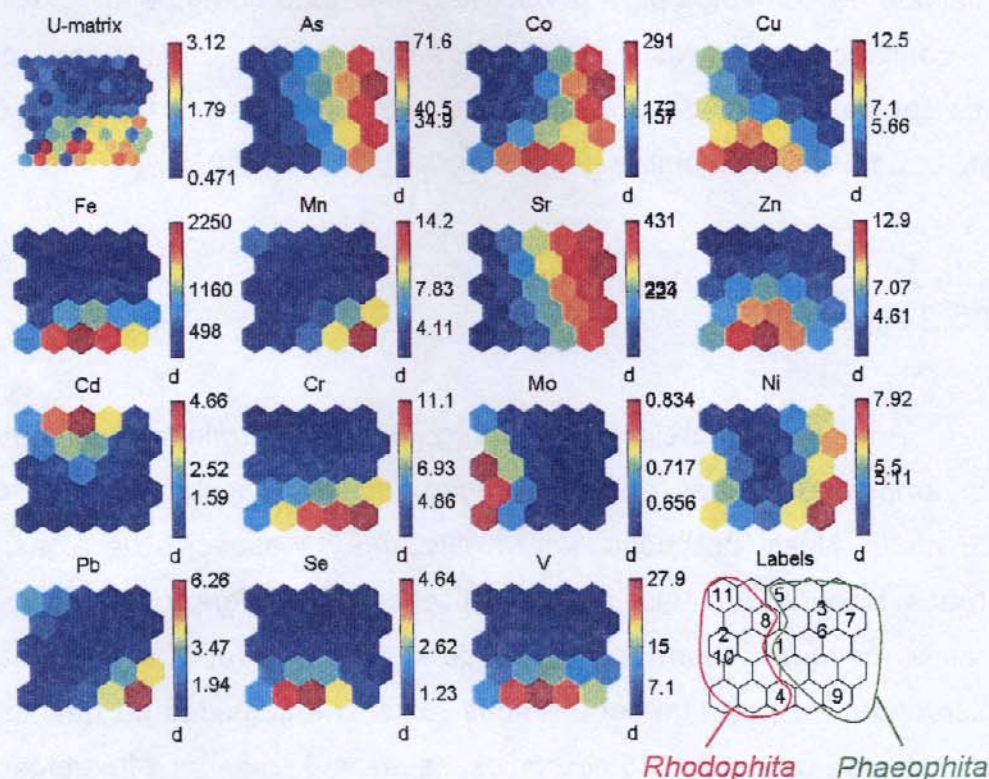 U-matrix As Co Cu
3.12 71.6 291 12.5
1.79 40.5 172 7.1
157 5.66
0.471 d d d
Fe Mn Sr Zn
2250 14.2 431 12.9
1160 7.83 7.07
498 4.11 224 4.61
d d d d
Cd Cr Mo Ni
4.66 11.1 0.834 7.92
2.52 6.93 0.717
1.59 4.86 0.656 5.11
d d d d
Pb Se V Labels
6.26 4.64 27.9
3.47 2.62 15
1.94 1.23 7.1
d d d
11 5 3
8 6 7
2 1
10
4 9
Rhodophita Phaeophita